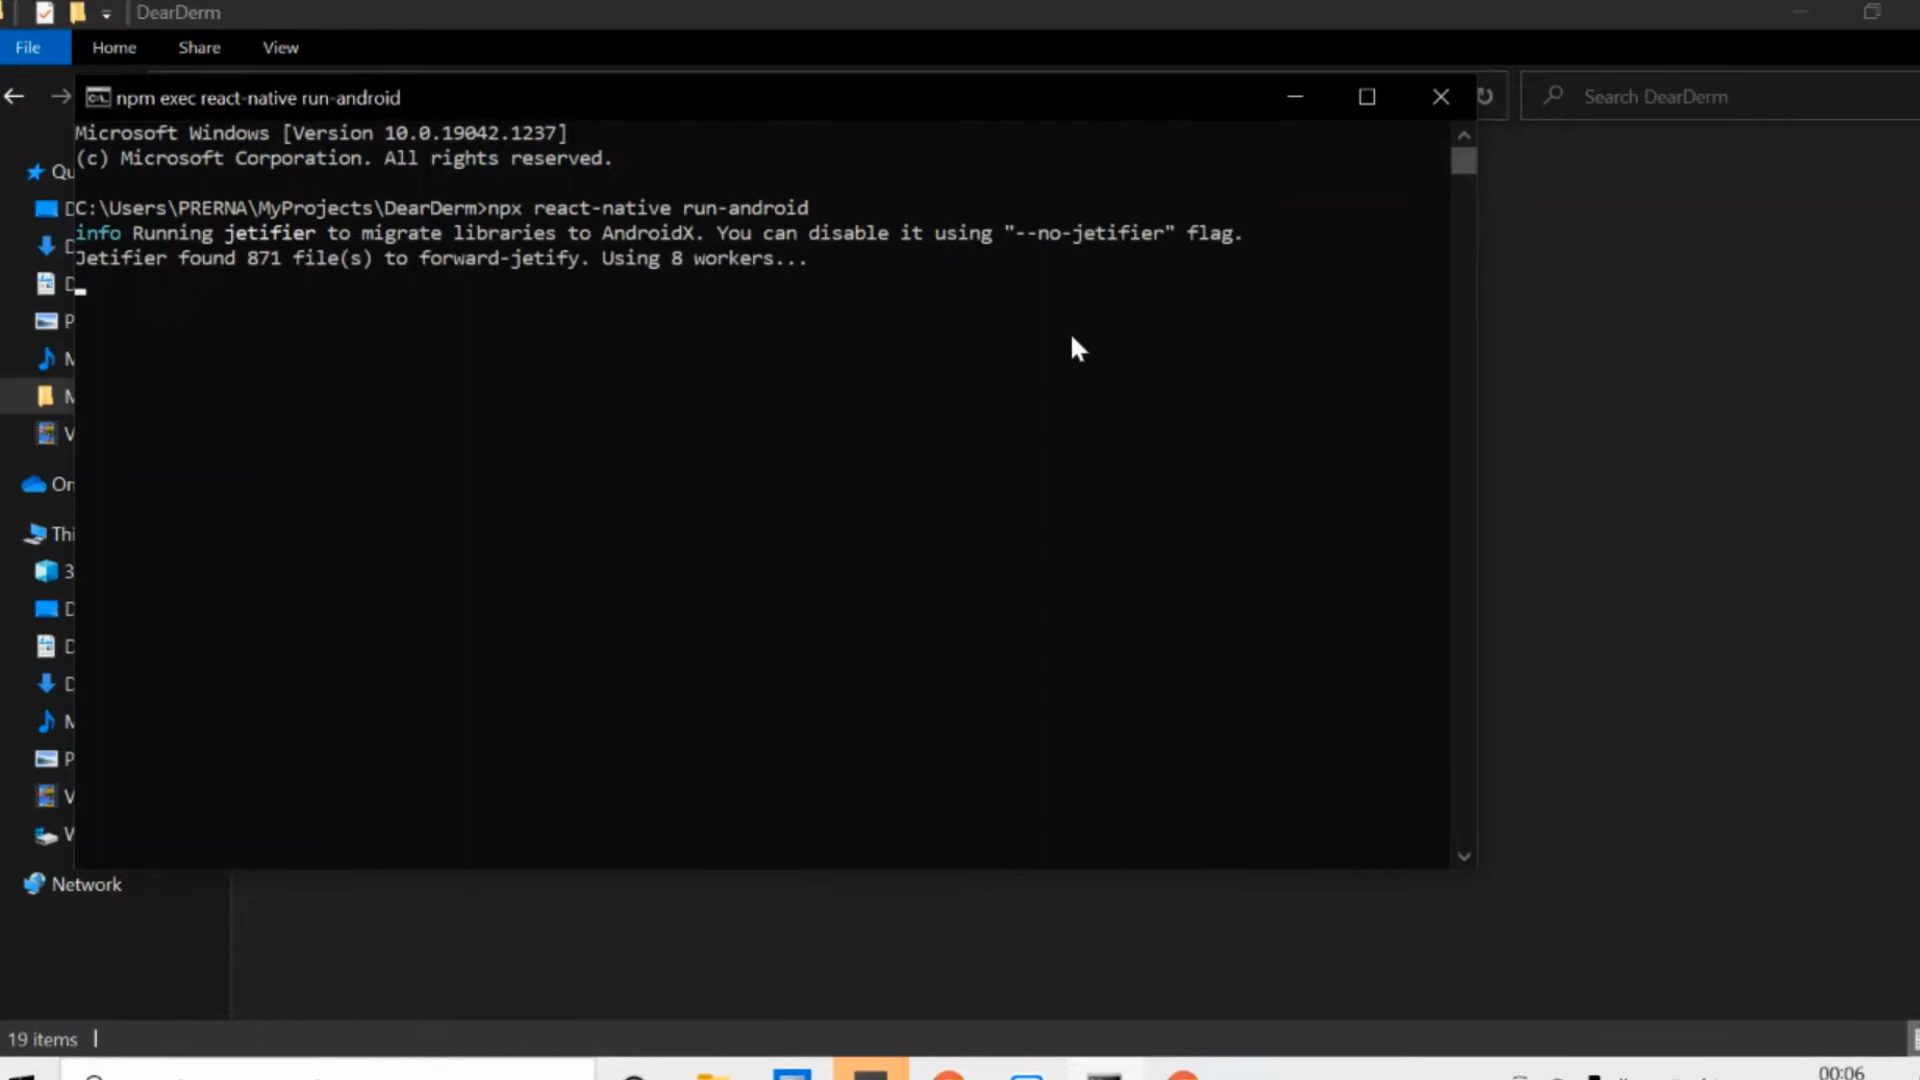 DearDerm
File Home Share View
npm exec react-native run-android
Search DearDerm
Microsoft Windows [Version 10.0.19042.1237]
(c) Microsoft Corporation. All rights reserved.
C:\Users\PRERNA\MyProjects\DearDerm>npx react-native run-android
info Running jetifier to migrate libraries to AndroidX. You can disable it using "--no-jetifier" flag.
Jetifier found 871 file(s) to forward-jetify. Using 8 workers...
Network
19 items
00:06